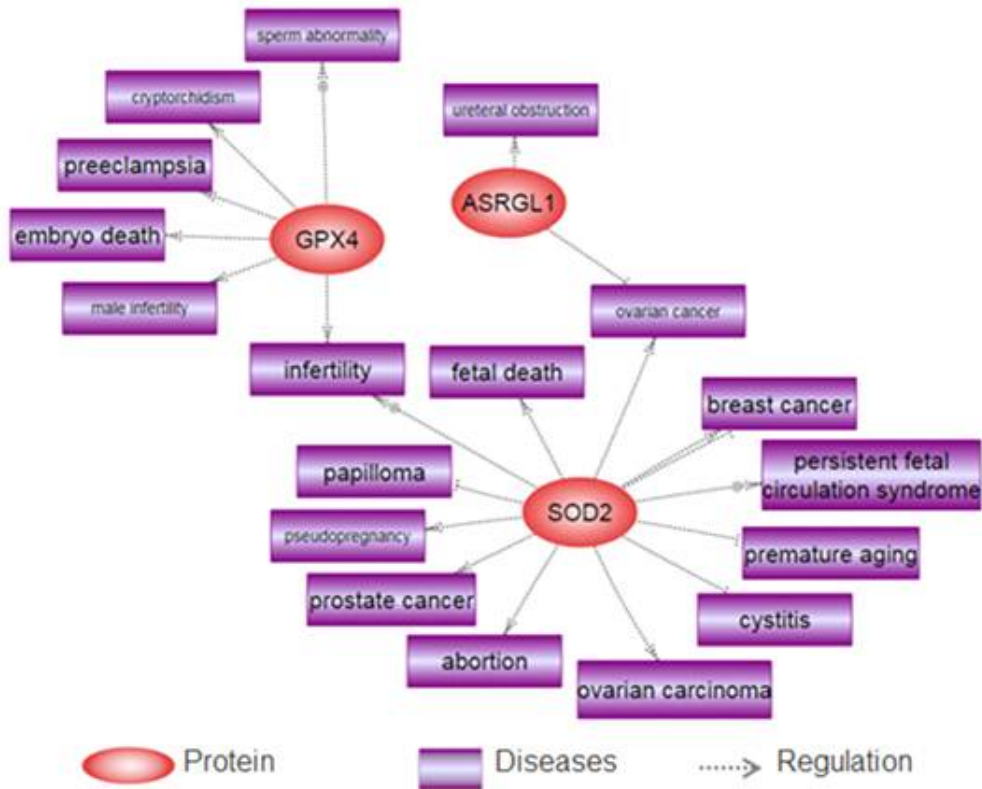 sperm abnormality
cryptorchidism
ureteral obstruction
preeclampsia
ASRGL1
embryo death
GPX4
male infertility
ovarian cancer
infertility
fetal death
breast cancer
papilloma
persistent fetal
circulation syndrome
SOD2
pseudopregnancy
premature aging
prostate cancer
cystitis
abortion
ovarian carcinoma
Protein
Diseases
Regulation